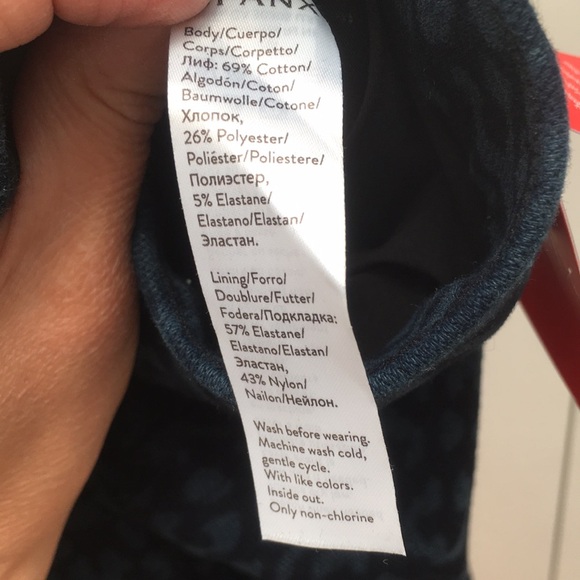 Body/Cuerpo/
Corps/Corpetto/
Лиф: 69% Cotton/
Algodón/Coton/
Baumwolle/Cotone/
Хлопок,
26% Polyester/
Poliéster/Poliestere/
Полиэстер,
5% Elastane/
Elastano/Elastan/
Эластан.
Lining/Forro/
Doublure/Futter/
Fodera/Подкладка:
57% Elastane/
Elastano/Elastan/
Эластан,
43% Nylon/
Nailon/Нейлон.
Wash before wearing.
Machine wash cold,
gentle cycle.
With like colors.
Inside out.
Only non-chlorine